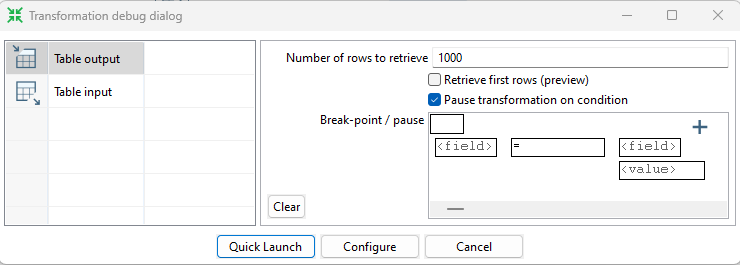 Transformation debug dialog
Table output
Table input
Number of rows to retrieve 1000
Retrieve first rows (preview)
Pause transformation on condition
Break-point / pause
<field> = <field>
<value>
Clear
Quick Launch Configure Cancel